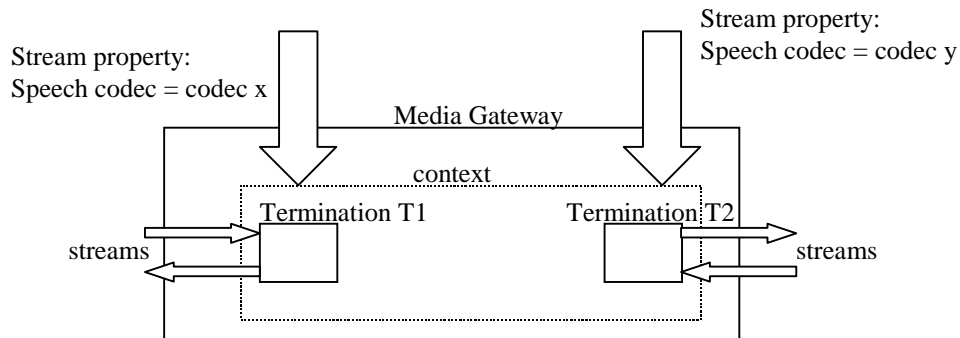 Stream property:
Speech codec = codec x
Stream property:
Speech codec = codec y
Media Gateway
context
Termination T1
Termination T2
streams
streams